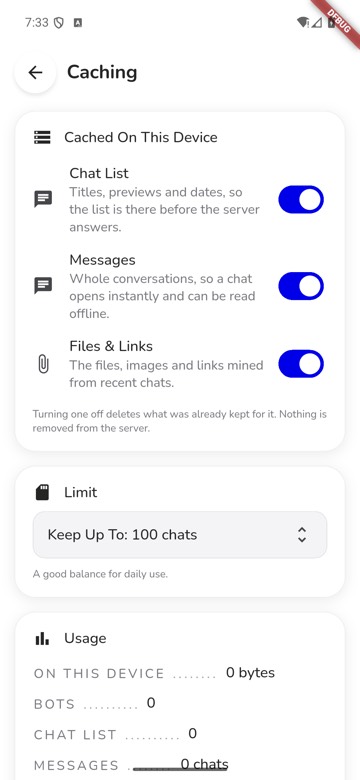 7:33
DEBUG
Caching
Cached On This Device
Chat List
Titles, previews and dates, so
the list is there before the server
answers.
Messages
Whole conversations, so a chat
opens instantly and can be read
offline.
Files & Links
The files, images and links mined
from recent chats.
Turning one off deletes what was already kept for it. Nothing is
removed from the server.
Limit
Keep Up To: 100 chats
A good balance for daily use.
Usage
ON THIS DEVICE ........ 0 bytes
BOTS .......... 0
CHAT LIST .......... 0
MESSAGES .......... 0 chats